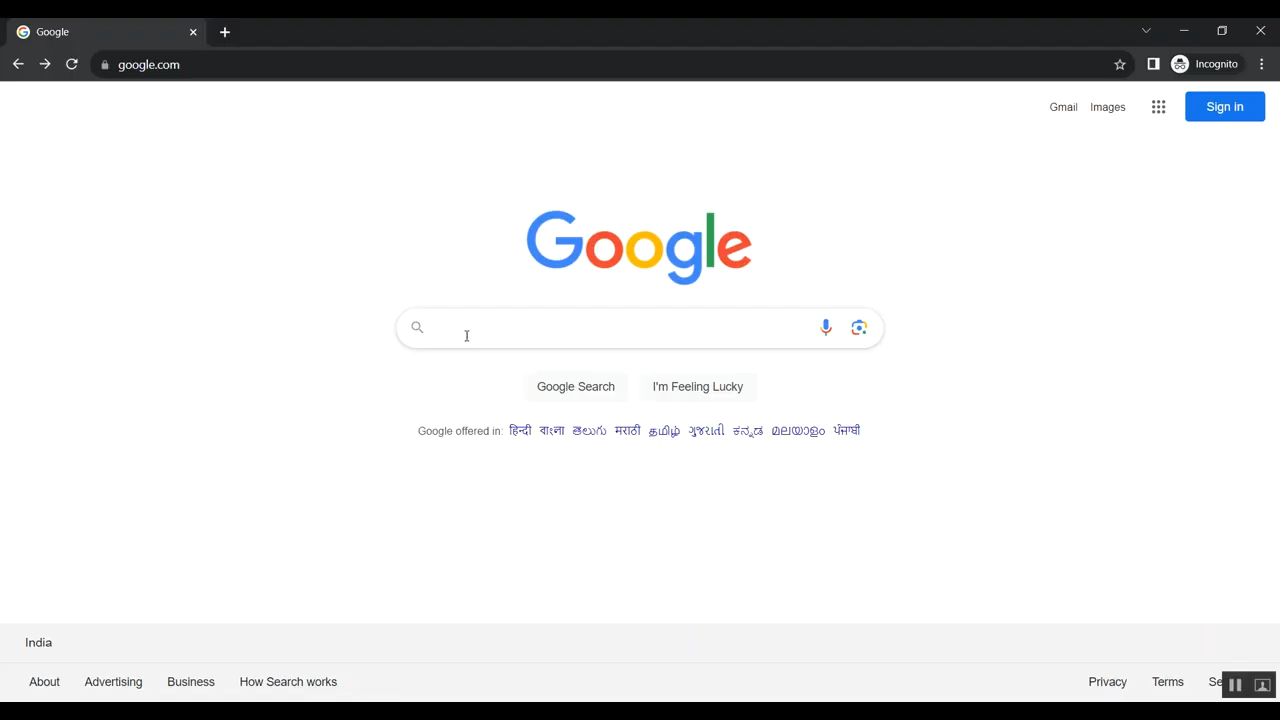 Google
google.com
Incognito
Gmail Images Sign in
Google
Google Search I'm Feeling Lucky
Google offered in: हिन्दी বাংলা తెలుగు मराठी தமிழ் ગુજરાતી ಕನ್ನಡ മലയാളം ਪੰਜਾਬੀ
India
About Advertising Business How Search works Privacy Terms